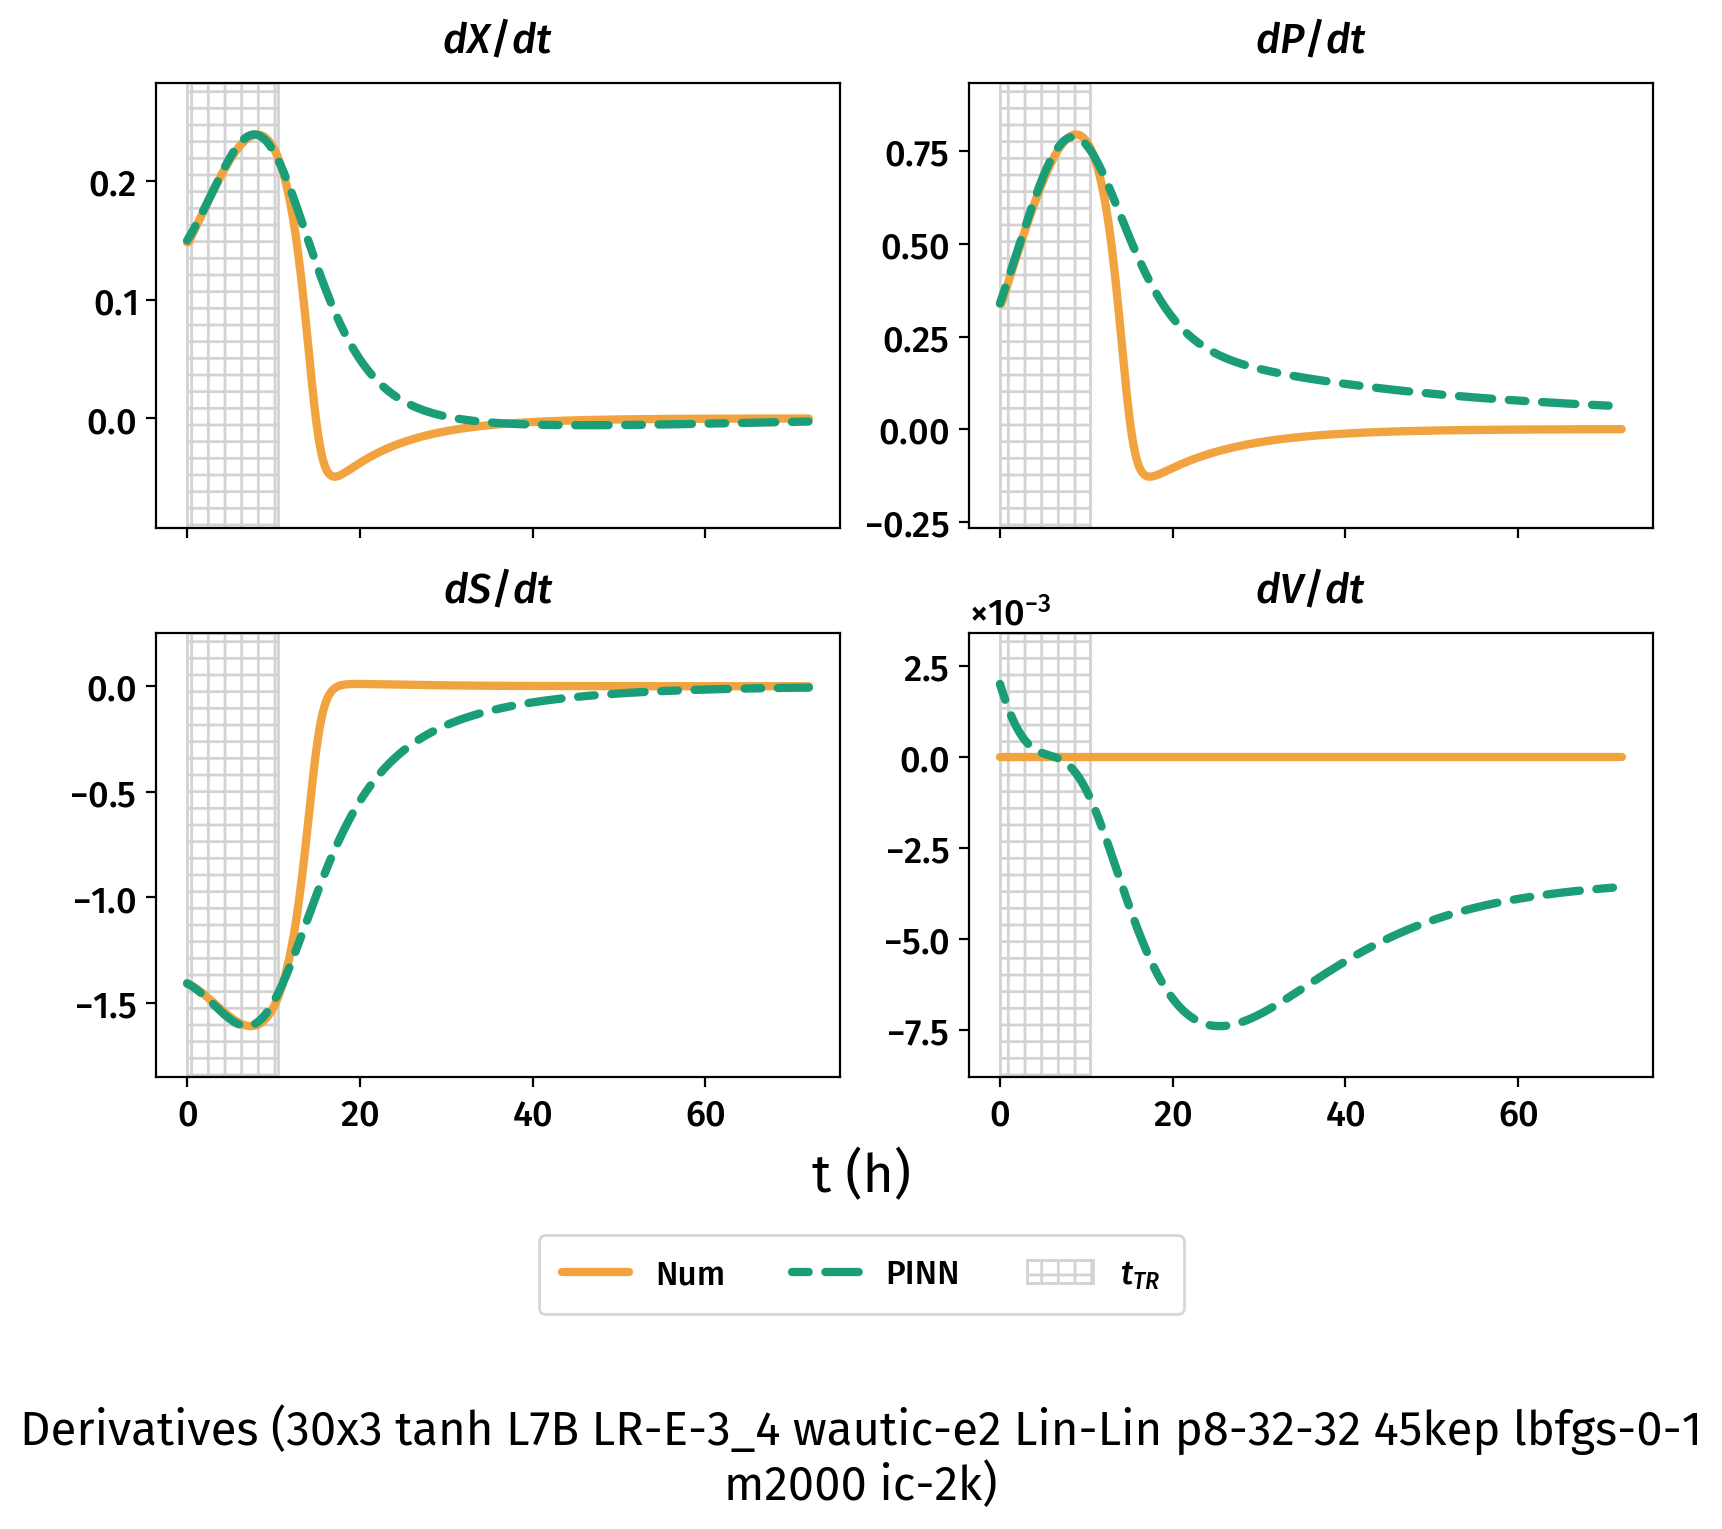 dX/dt
dP/dt
0.2
0.1
0.0
0.75
0.50
0.25
0.00
−0.25
dS/dt
dV/dt
×10⁻³
0.0
−0.5
−1.0
−1.5
2.5
0.0
−2.5
−5.0
−7.5
0 20 40 60
0 20 40 60
t (h)
Num PINN t_TR
Derivatives (30x3 tanh L7B LR-E-3_4 wautic-e2 Lin-Lin p8-32-32 45kep lbfgs-0-1
m2000 ic-2k)